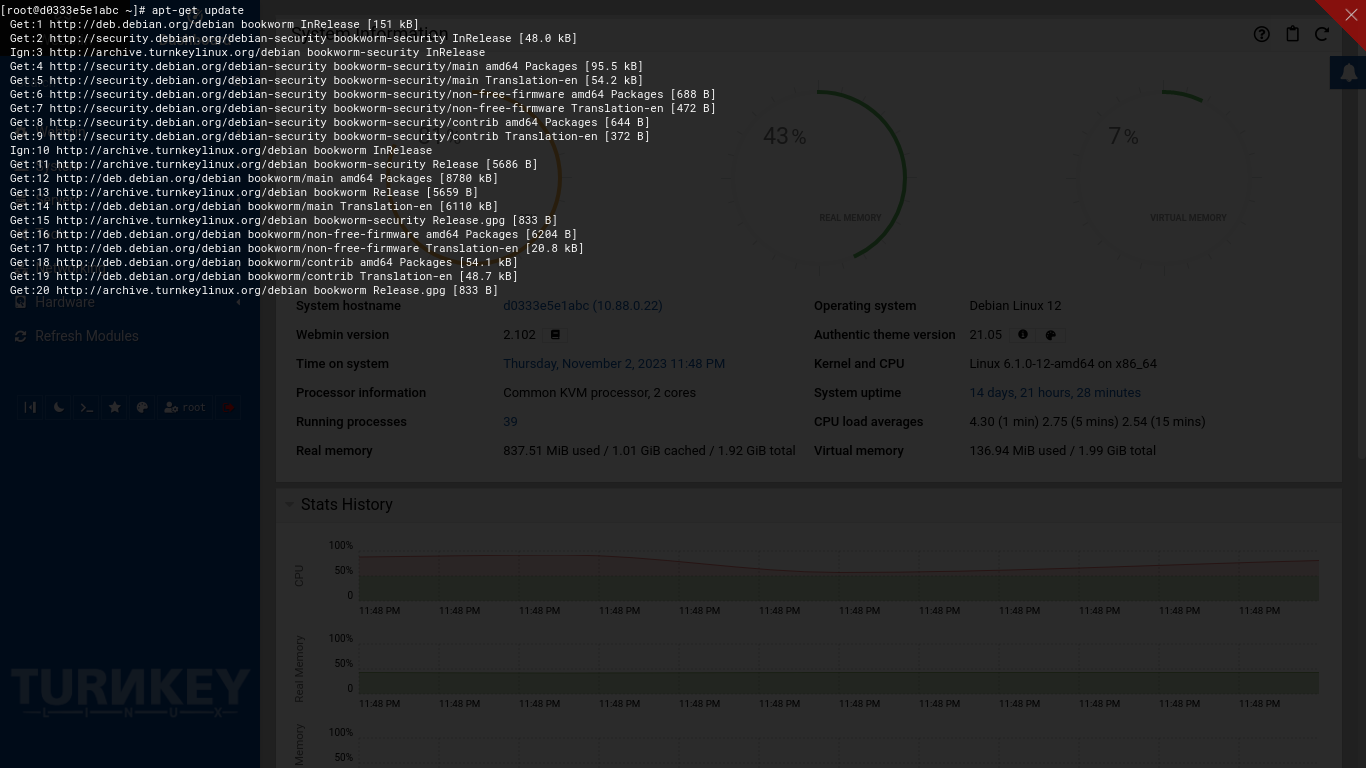 [root@d0333e5e1abc ~]# apt-get update
Get:1 http://deb.debian.org/debian bookworm InRelease [151 kB]
Get:2 http://security.debian.org/debian-security bookworm-security InRelease [48.0 kB]
Ign:3 http://archive.turnkeylinux.org/debian bookworm-security InRelease
Get:4 http://security.debian.org/debian-security bookworm-security/main amd64 Packages [95.5 kB]
Get:5 http://security.debian.org/debian-security bookworm-security/main Translation-en [54.2 kB]
Get:6 http://security.debian.org/debian-security bookworm-security/non-free-firmware amd64 Packages [688 B]
Get:7 http://security.debian.org/debian-security bookworm-security/non-free-firmware Translation-en [472 B]
Get:8 http://security.debian.org/debian-security bookworm-security/contrib amd64 Packages [644 B]
Get:9 http://security.debian.org/debian-security bookworm-security/contrib Translation-en [372 B]
Ign:10 http://archive.turnkeylinux.org/debian bookworm InRelease
Get:11 http://archive.turnkeylinux.org/debian bookworm-security Release [5686 B]
Get:12 http://deb.debian.org/debian bookworm/main amd64 Packages [8780 kB]
Get:13 http://archive.turnkeylinux.org/debian bookworm Release [5659 B]
Get:14 http://deb.debian.org/debian bookworm/main Translation-en [6110 kB]
Get:15 http://archive.turnkeylinux.org/debian bookworm-security Release.gpg [833 B]
Get:16 http://deb.debian.org/debian bookworm/non-free-firmware amd64 Packages [6204 B]
Get:17 http://deb.debian.org/debian bookworm/non-free-firmware Translation-en [20.8 kB]
Get:18 http://deb.debian.org/debian bookworm/contrib amd64 Packages [54.1 kB]
Get:19 http://deb.debian.org/debian bookworm/contrib Translation-en [48.7 kB]
Get:20 http://archive.turnkeylinux.org/debian bookworm Release.gpg [833 B]
System Information
43%
REAL MEMORY
7%
VIRTUAL MEMORY
Hardware
Refresh Modules
root
TURNKEY
LINUX
System hostname d0333e5e1abc (10.88.0.22) Operating system Debian Linux 12
Webmin version 2.102 Authentic theme version 21.05
Time on system Thursday, November 2, 2023 11:48 PM Kernel and CPU Linux 6.1.0-12-amd64 on x86_64
Processor information Common KVM processor, 2 cores System uptime 14 days, 21 hours, 28 minutes
Running processes 39 CPU load averages 4.30 (1 min) 2.75 (5 mins) 2.54 (15 mins)
Real memory 837.51 MiB used / 1.01 GiB cached / 1.92 GiB total Virtual memory 136.94 MiB used / 1.99 GiB total
Stats History
CPU
100%
50%
0
11:48 PM 11:48 PM 11:48 PM 11:48 PM 11:48 PM 11:48 PM 11:48 PM 11:48 PM 11:48 PM 11:48 PM 11:48 PM 11:48 PM
Real Memory
100%
50%
0
11:48 PM 11:48 PM 11:48 PM 11:48 PM 11:48 PM 11:48 PM 11:48 PM 11:48 PM 11:48 PM 11:48 PM 11:48 PM 11:48 PM
Memory
100%
50%